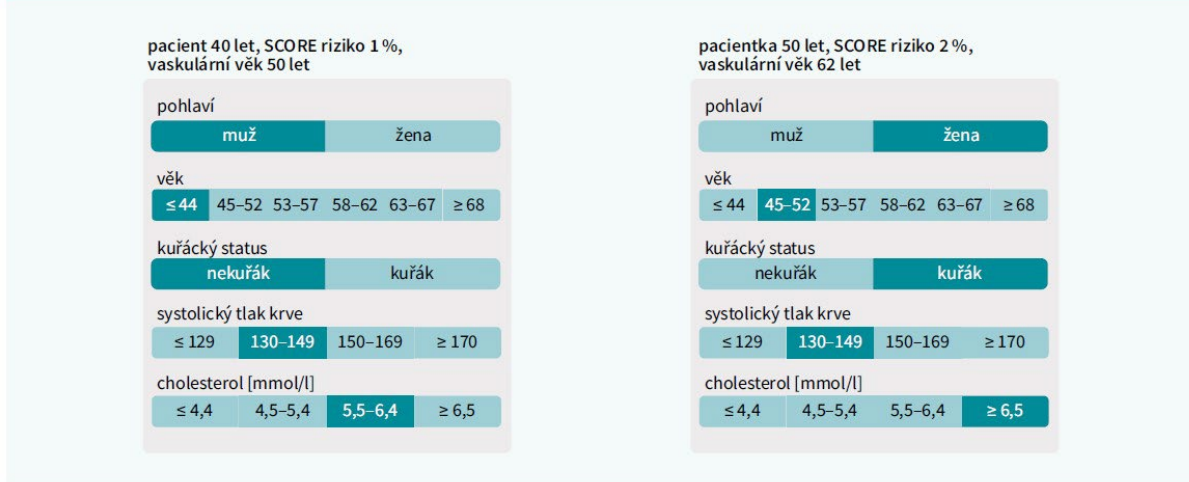 pacient 40 let, SCORE riziko 1 %,
vaskulární věk 50 let
pohlaví
muž žena
věk
≤ 44 45–52 53–57 58–62 63–67 ≥ 68
kuřácký status
nekuřák kuřák
systolický tlak krve
≤ 129 130–149 150–169 ≥ 170
cholesterol [mmol/l]
≤ 4,4 4,5–5,4 5,5–6,4 ≥ 6,5
pacientka 50 let, SCORE riziko 2 %,
vaskulární věk 62 let
pohlaví
muž žena
věk
≤ 44 45–52 53–57 58–62 63–67 ≥ 68
kuřácký status
nekuřák kuřák
systolický tlak krve
≤ 129 130–149 150–169 ≥ 170
cholesterol [mmol/l]
≤ 4,4 4,5–5,4 5,5–6,4 ≥ 6,5